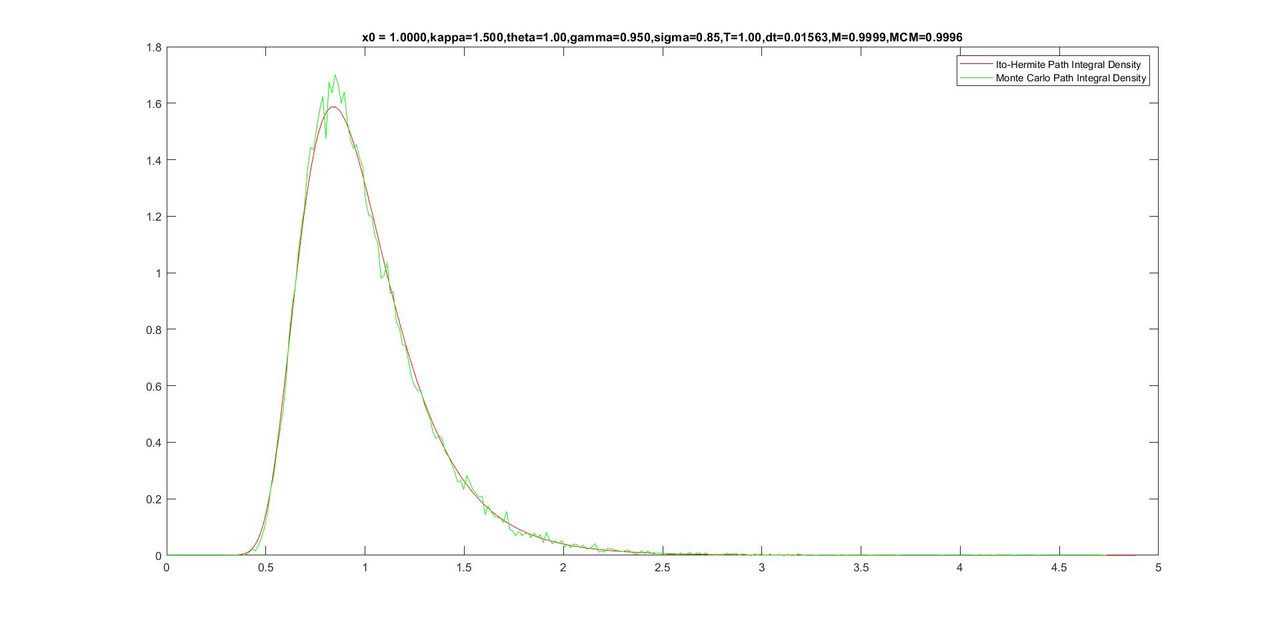 x0 = 1.0000,kappa=1.500,theta=1.00,gamma=0.950,sigma=0.85,T=1.00,dt=0.01563,M=0.9999,MCM=0.9996
Ito-Hermite Path Integral Density
Monte Carlo Path Integral Density
1.8
1.6
1.4
1.2
1
0.8
0.6
0.4
0.2
0
0 0.5 1 1.5 2 2.5 3 3.5 4 4.5 5